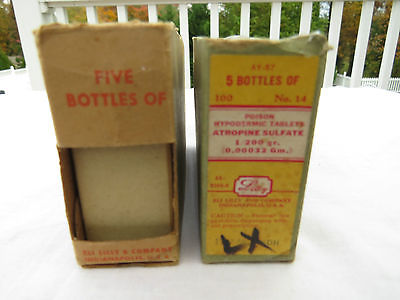 FIVE
BOTTLES OF
ELI LILLY & COMPANY
INDIANAPOLIS, U. S. A.
AY-57
5 BOTTLES OF
100 No. 14
POISON
HYPODERMIC TABLETS
ATROPINE SULFATE
1/200 gr.
(0.00032 Gm.)
Lilly
ELI LILLY AND COMPANY
INDIANAPOLIS, U.S.A.
CAUTION